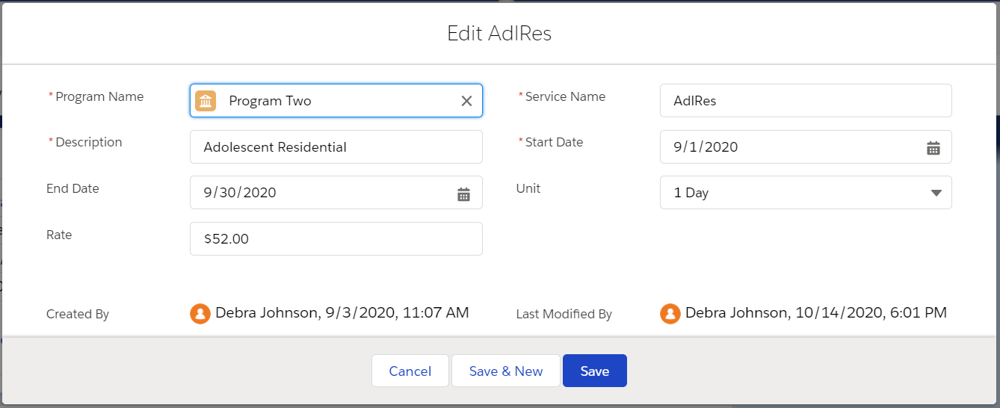 Edit AdlRes
* Program Name
Program Two
* Service Name
AdlRes
* Description
Adolescent Residential
* Start Date
9/1/2020
End Date
9/30/2020
Unit
1 Day
Rate
$52.00
Created By
Debra Johnson, 9/3/2020, 11:07 AM
Last Modified By
Debra Johnson, 10/14/2020, 6:01 PM
Cancel
Save & New
Save